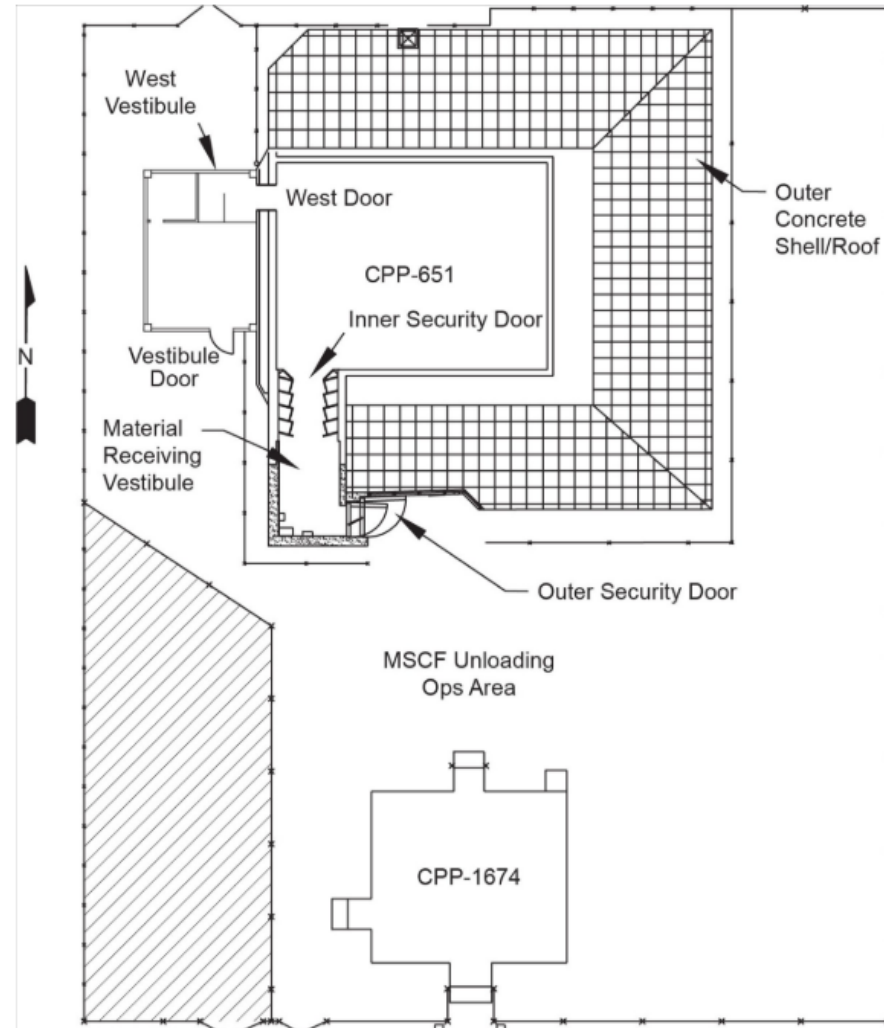 West
Vestibule
West Door
Outer
Concrete
Shell/Roof
CPP-651
Inner Security Door
N
Vestibule
Door
Material
Receiving
Vestibule
Outer Security Door
MSCF Unloading
Ops Area
CPP-1674